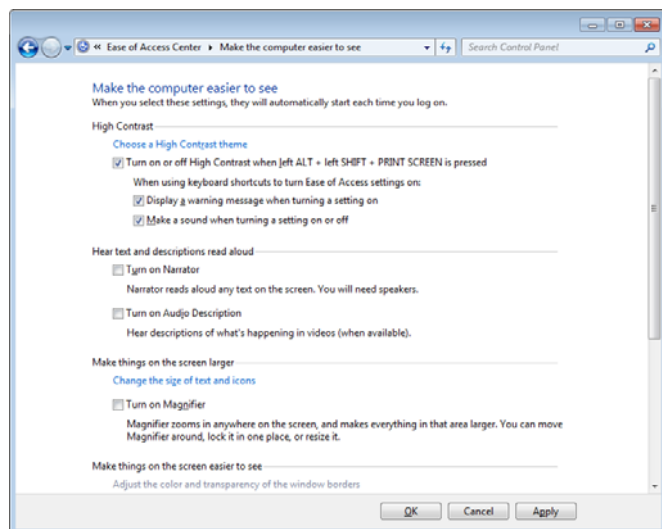 « Ease of Access Center ▸ Make the computer easier to see
Search Control Panel
Make the computer easier to see
When you select these settings, they will automatically start each time you log on.
High Contrast
Choose a High Contrast theme
Turn on or off High Contrast when left ALT + left SHIFT + PRINT SCREEN is pressed
When using keyboard shortcuts to turn Ease of Access settings on:
Display a warning message when turning a setting on
Make a sound when turning a setting on or off
Hear text and descriptions read aloud
Turn on Narrator
Narrator reads aloud any text on the screen. You will need speakers.
Turn on Audio Description
Hear descriptions of what's happening in videos (when available).
Make things on the screen larger
Change the size of text and icons
Turn on Magnifier
Magnifier zooms in anywhere on the screen, and makes everything in that area larger. You can move
Magnifier around, lock it in one place, or resize it.
Make things on the screen easier to see
Adjust the color and transparency of the window borders
OK Cancel Apply